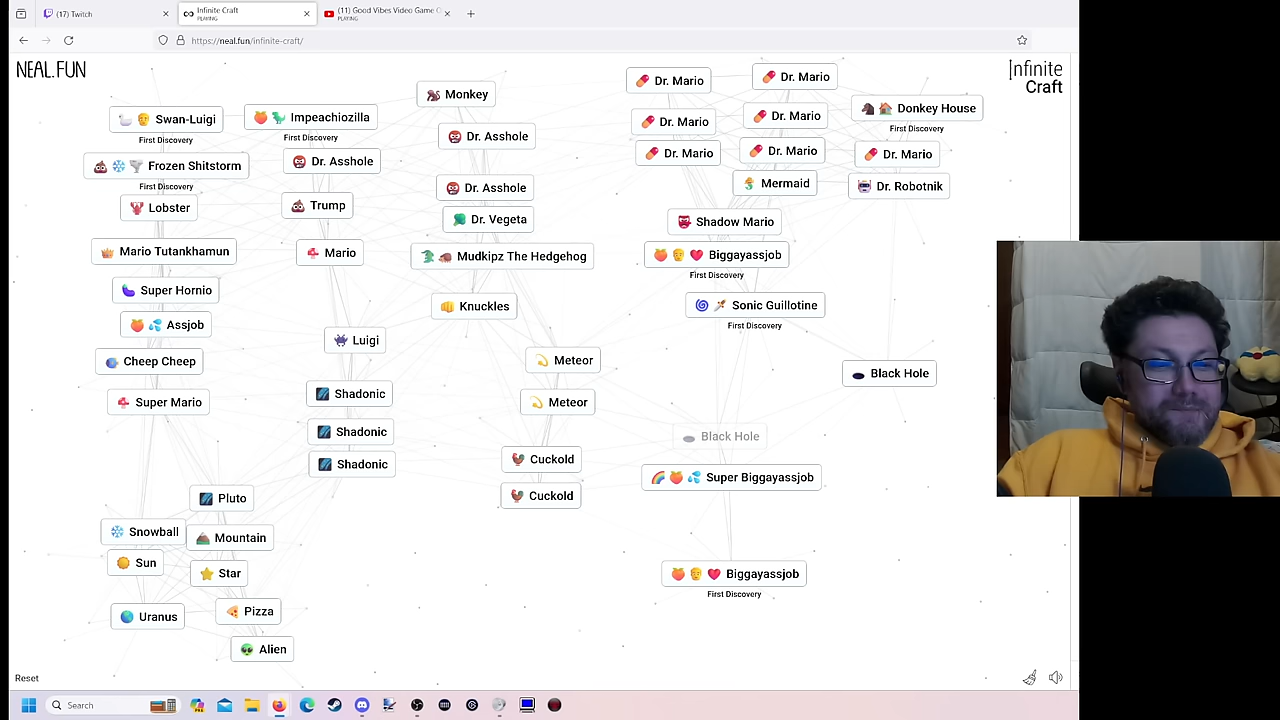 (17) Twitch
Infinite Craft
PLAYING
(11) Good Vibes Video Game C
PLAYING
https://neal.fun/infinite-craft/
NEAL.FUN
Infinite
Craft
Swan-Luigi
First Discovery
Impeachiozilla
First Discovery
Frozen Shitstorm
First Discovery
Dr. Asshole
Lobster
Trump
Mario Tutankhamun
Mario
Super Hornio
Assjob
Cheep Cheep
Luigi
Super Mario
Shadonic
Shadonic
Shadonic
Pluto
Snowball
Mountain
Sun
Star
Uranus
Pizza
Alien
Monkey
Dr. Asshole
Dr. Asshole
Dr. Vegeta
Mudkipz The Hedgehog
Knuckles
Meteor
Meteor
Cuckold
Cuckold
Dr. Mario
Dr. Mario
Donkey House
First Discovery
Dr. Mario
Dr. Mario
Dr. Mario
Dr. Mario
Dr. Mario
Mermaid
Dr. Robotnik
Shadow Mario
Biggayassjob
First Discovery
Sonic Guillotine
First Discovery
Black Hole
Black Hole
Super Biggayassjob
Biggayassjob
First Discovery
Reset
Search